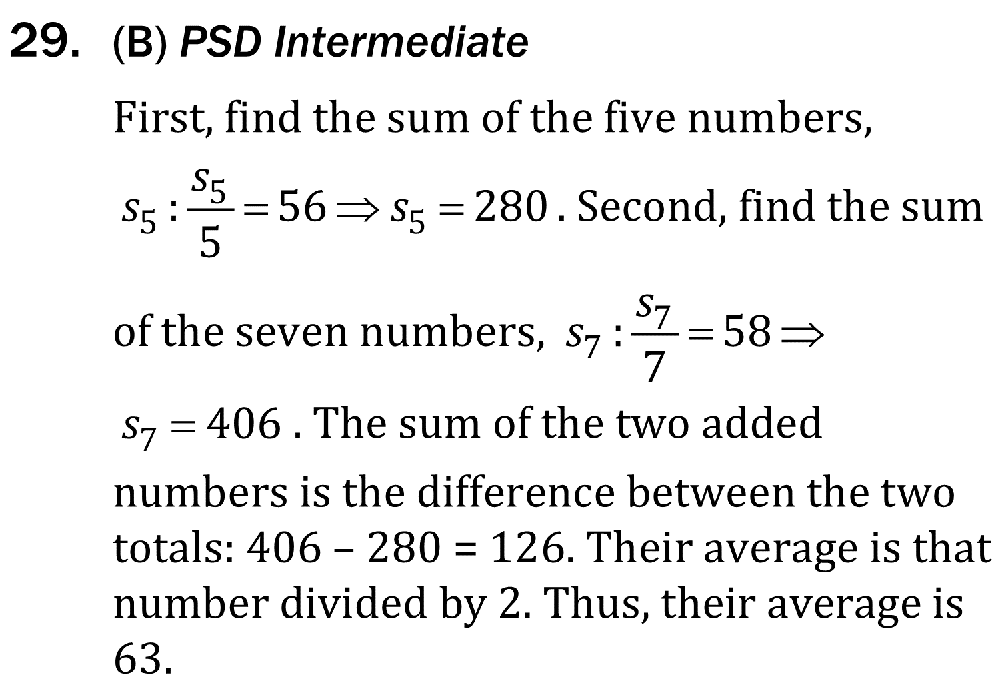 29. (B) PSD Intermediate
First, find the sum of the five numbers,
s₅ : s₅/5 = 56 ⇒ s₅ = 280 . Second, find the sum
of the seven numbers, s₇ : s₇/7 = 58 ⇒
s₇ = 406 . The sum of the two added
numbers is the difference between the two
totals: 406 – 280 = 126. Their average is that
number divided by 2. Thus, their average is
63.